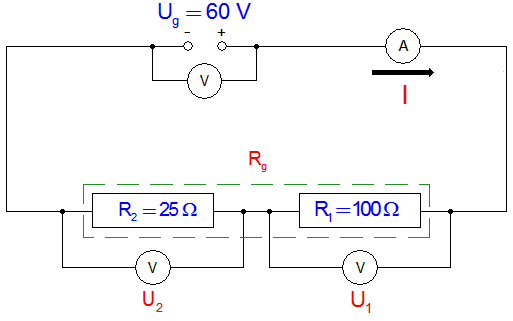 U_g = 60 V
- +
A
V
I
R_g
R_2 = 25 Ω
R_1 = 100 Ω
V
V
U_2
U_1